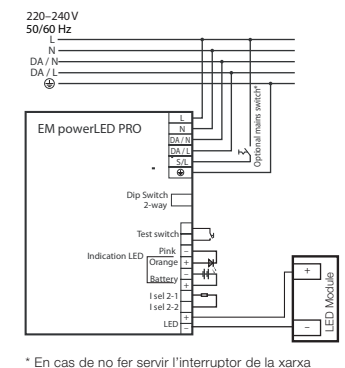 220–240 V
50/60 Hz
L
N
DA / N
DA / L
EM powerLED PRO
L
N
DA / N
DA / L
S/L
Optional mains switch*
Dip Switch
2-way
Test switch
Indication LED
Pink
–
Orange
+
–
Battery
+
I sel 2-1
I sel 2-2
LED
+
–
+
–
LED Module
* En cas de no fer servir l’interruptor de la xarxa